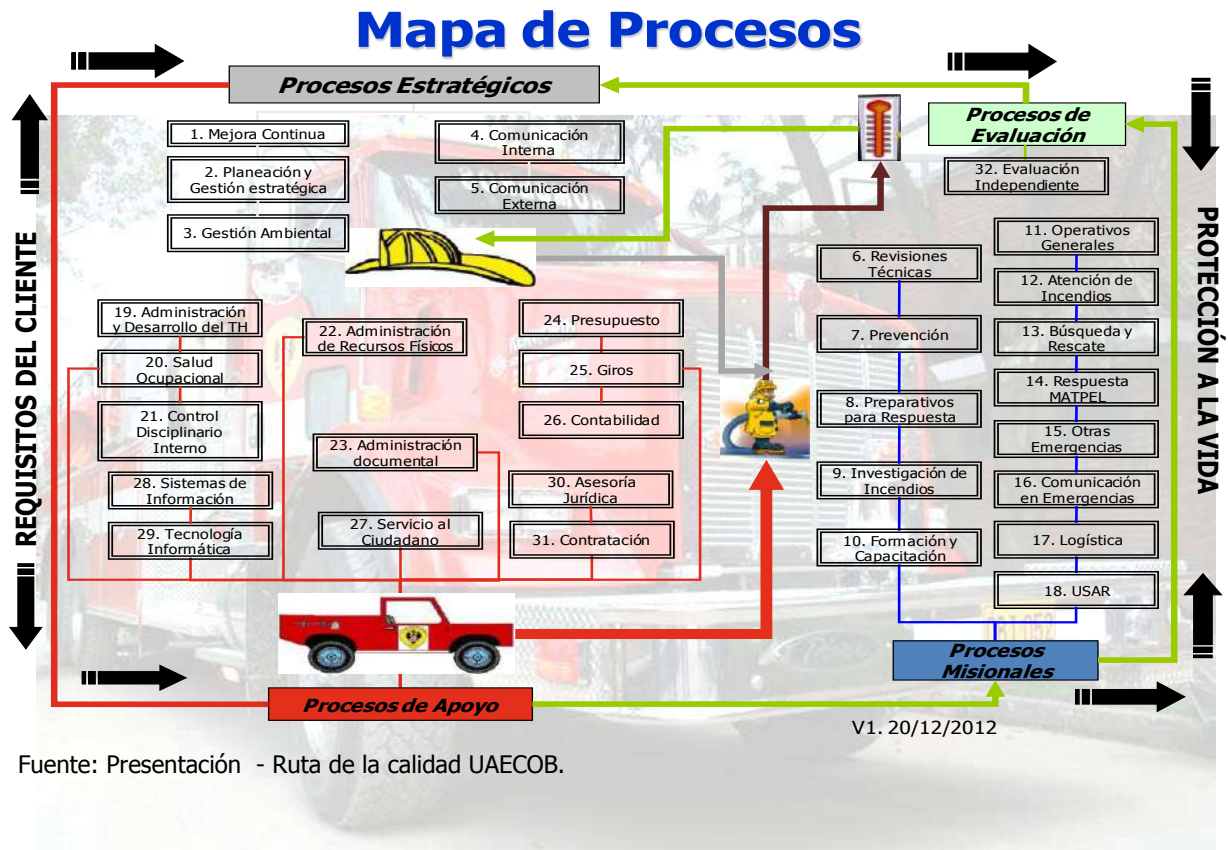 Mapa de Procesos
Procesos Estratégicos
1. Mejora Continua
2. Planeación y
Gestión estratégica
3. Gestión Ambiental
4. Comunicación
Interna
5. Comunicación
Externa
Procesos de
Evaluación
32. Evaluación
Independiente
REQUISITOS DEL CLIENTE
PROTECCIÓN A LA VIDA
6. Revisiones
Técnicas
7. Prevención
8. Preparativos
para Respuesta
9. Investigación de
Incendios
10. Formación y
Capacitación
11. Operativos
Generales
12. Atención de
Incendios
13. Búsqueda y
Rescate
14. Respuesta
MATPEL
15. Otras
Emergencias
16. Comunicación
en Emergencias
17. Logística
18. USAR
19. Administración
y Desarrollo del TH
20. Salud
Ocupacional
21. Control
Disciplinario
Interno
28. Sistemas de
Información
29. Tecnología
Informática
22. Administración
de Recursos Físicos
23. Administración
documental
27. Servicio al
Ciudadano
24. Presupuesto
25. Giros
26. Contabilidad
30. Asesoría
Jurídica
31. Contratación
Procesos
Misionales
Procesos de Apoyo
V1. 20/12/2012
Fuente: Presentación - Ruta de la calidad UAECOB.